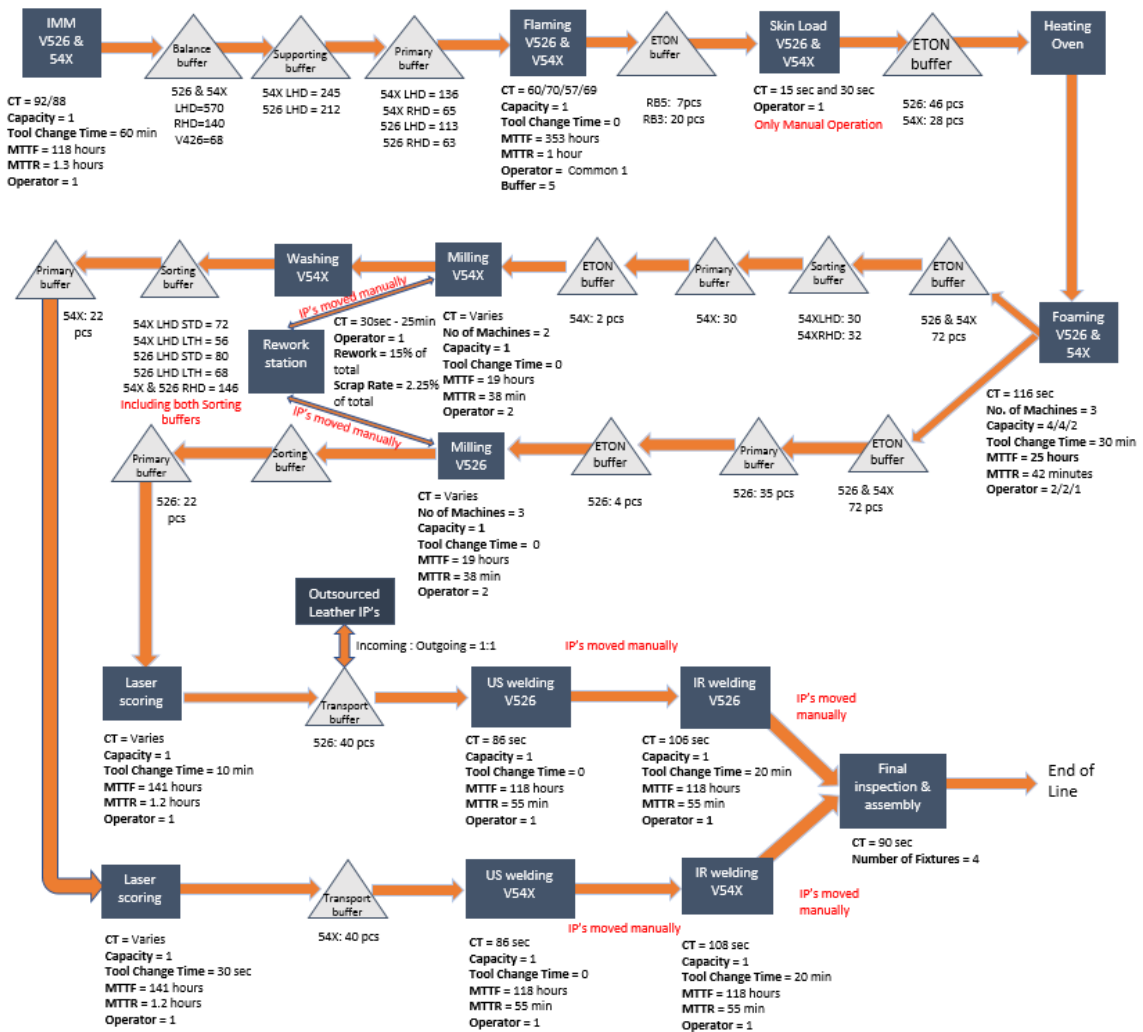 IMM
V526 &
54X
CT = 92/88
Capacity = 1
Tool Change Time = 60 min
MTTF = 118 hours
MTTR = 1.3 hours
Operator = 1
Balance
buffer
526 & 54X
LHD=570
RHD=140
V426=68
Supporting
buffer
54X LHD = 245
526 LHD = 212
Primary
buffer
54X LHD = 136
54X RHD = 65
526 LHD = 113
526 RHD = 63
Flaming
V526 &
V54X
CT = 60/70/57/69
Capacity = 1
Tool Change Time = 0
MTTF = 353 hours
MTTR = 1 hour
Operator = Common 1
Buffer = 5
ETON
buffer
RB5: 7pcs
RB3: 20 pcs
Skin Load
V526 &
V54X
CT = 15 sec and 30 sec
Operator = 1
Only Manual Operation
ETON
buffer
526: 46 pcs
54X: 28 pcs
Heating
Oven
Primary
buffer
54X: 22
pcs
Sorting
buffer
54X LHD STD = 72
54X LHD LTH = 56
526 LHD STD = 80
526 LHD LTH = 68
54X & 526 RHD = 146
Including both Sorting
buffers
Washing
V54X
IP's moved manually
Milling
V54X
CT = Varies
No of Machines = 2
Capacity = 1
Tool Change Time = 0
MTTF = 19 hours
MTTR = 38 min
Operator = 2
Rework
station
CT = 30sec - 25min
Operator = 1
Rework = 15% of
total
Scrap Rate = 2.25%
of total
IP's moved manually
ETON
buffer
54X: 2 pcs
Primary
buffer
54X: 30
Sorting
buffer
54XLHD: 30
54XRHD: 32
ETON
buffer
526 & 54X
72 pcs
Foaming
V526
& 54X
CT = 116 sec
No. of Machines = 3
Capacity = 4/4/2
Tool Change Time = 30 min
MTTF = 25 hours
MTTR = 42 minutes
Operator = 2/2/1
Primary
buffer
526: 22
pcs
Sorting
buffer
Milling
V526
CT = Varies
No of Machines = 3
Capacity = 1
Tool Change Time = 0
MTTF = 19 hours
MTTR = 38 min
Operator = 2
ETON
buffer
526: 4 pcs
Primary
buffer
526: 35 pcs
ETON
buffer
526 & 54X
72 pcs
Outsourced
Leather IP's
Incoming : Outgoing = 1:1
Laser
scoring
CT = Varies
Capacity = 1
Tool Change Time = 10 min
MTTF = 141 hours
MTTR = 1.2 hours
Operator = 1
Transport
buffer
526: 40 pcs
IP's moved manually
US welding
V526
CT = 86 sec
Capacity = 1
Tool Change Time = 0
MTTF = 118 hours
MTTR = 55 min
Operator = 1
IR welding
V526
CT = 106 sec
Capacity = 1
Tool Change Time = 20 min
MTTF = 118 hours
MTTR = 55 min
Operator = 1
IP's moved
manually
Final
inspection &
assembly
CT = 90 sec
Number of Fixtures = 4
End of
Line
Laser
scoring
CT = Varies
Capacity = 1
Tool Change Time = 30 sec
MTTF = 141 hours
MTTR = 1.2 hours
Operator = 1
Transport
buffer
54X: 40 pcs
US welding
V54X
CT = 86 sec
Capacity = 1
Tool Change Time = 0
MTTF = 118 hours
MTTR = 55 min
Operator = 1
IP's moved manually
IR welding
V54X
CT = 108 sec
Capacity = 1
Tool Change Time = 20 min
MTTF = 118 hours
MTTR = 55 min
Operator = 1
IP's moved
manually